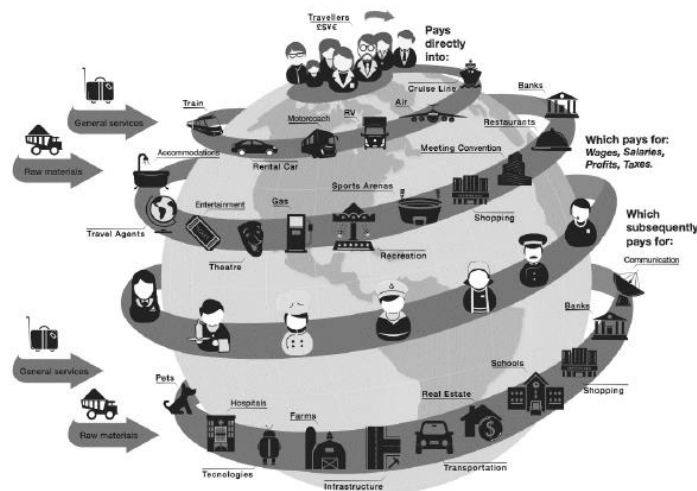 Travellers
£$¥€
Pays
directly
into:
Cruise Line
Air
RV
Motorcoach
Train
Rental Car
General services
Raw materials
Banks
Restaurants
Meeting Convention
Accommodations
Which pays for:
Wages, Salaries,
Profits, Taxes.
Sports Arenas
Shopping
Gas
Entertainment
Travel Agents
Theatre
Recreation
Which
subsequently
pays for:
Communication
Banks
Shopping
Schools
Real Estate
Transportation
Farms
Infrastructure
Hospitals
Tecnologies
Pets
General services
Raw materials